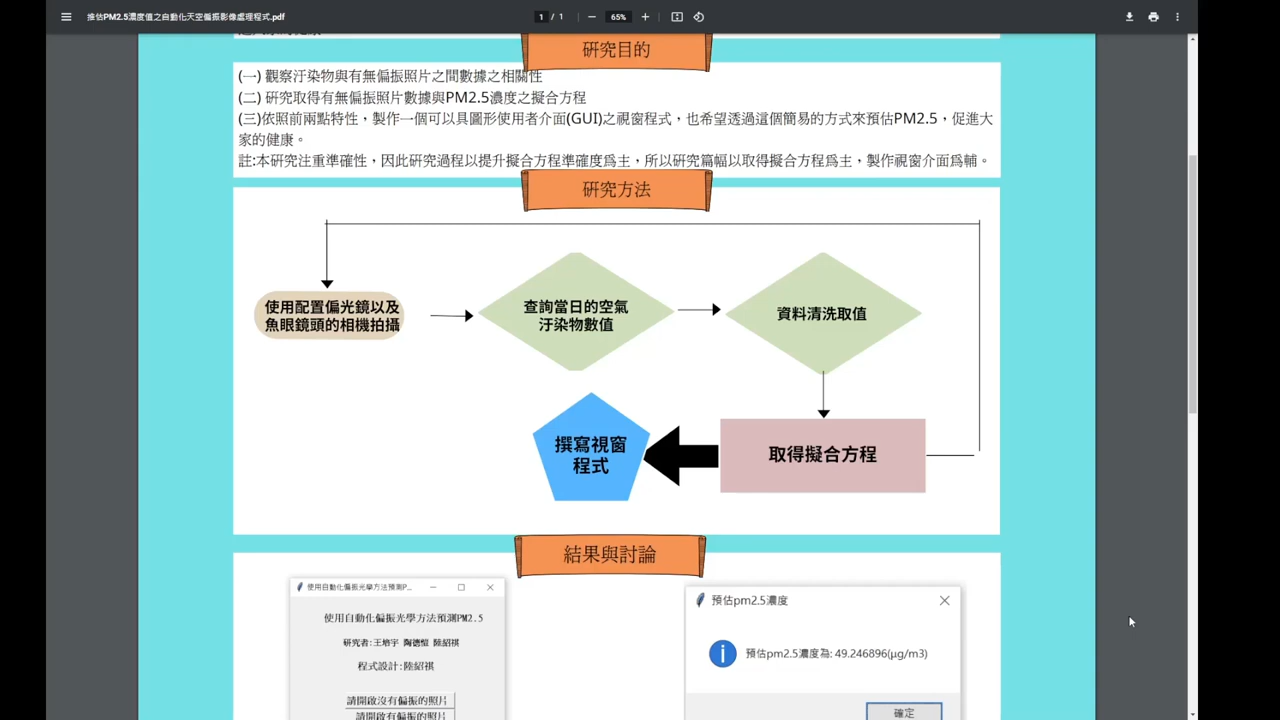 推估PM2.5濃度值之自動化天空偏振影像處理程式.pdf
1 / 1
65%
研究目的
(一) 觀察汙染物與有無偏振照片之間數據之相關性
(二) 研究取得有無偏振照片數據與PM2.5濃度之擬合方程
(三)依照前兩點特性，製作一個可以具圖形使用者介面(GUI)之視窗程式，也希望透過這個簡易的方式來預估PM2.5，促進大
家的健康。
註:本研究注重準確性，因此研究過程以提升擬合方程準確度為主，所以研究篇幅以取得擬合方程為主，製作視窗介面為輔。
研究方法
使用配置偏光鏡以及
魚眼鏡頭的相機拍攝
查詢當日的空氣
汙染物數值
資料清洗取值
撰寫視窗
程式
取得擬合方程
結果與討論
使用自動化偏振光學方法預測P...
使用自動化偏振光學方法預測PM2.5
研究者:王培宇 陶德愷 陸紹祺
程式設計:陸紹祺
請開啟沒有偏振的照片
請開啟有偏振的照片
預估pm2.5濃度
預估pm2.5濃度為: 49.246896(μg/m3)
確定